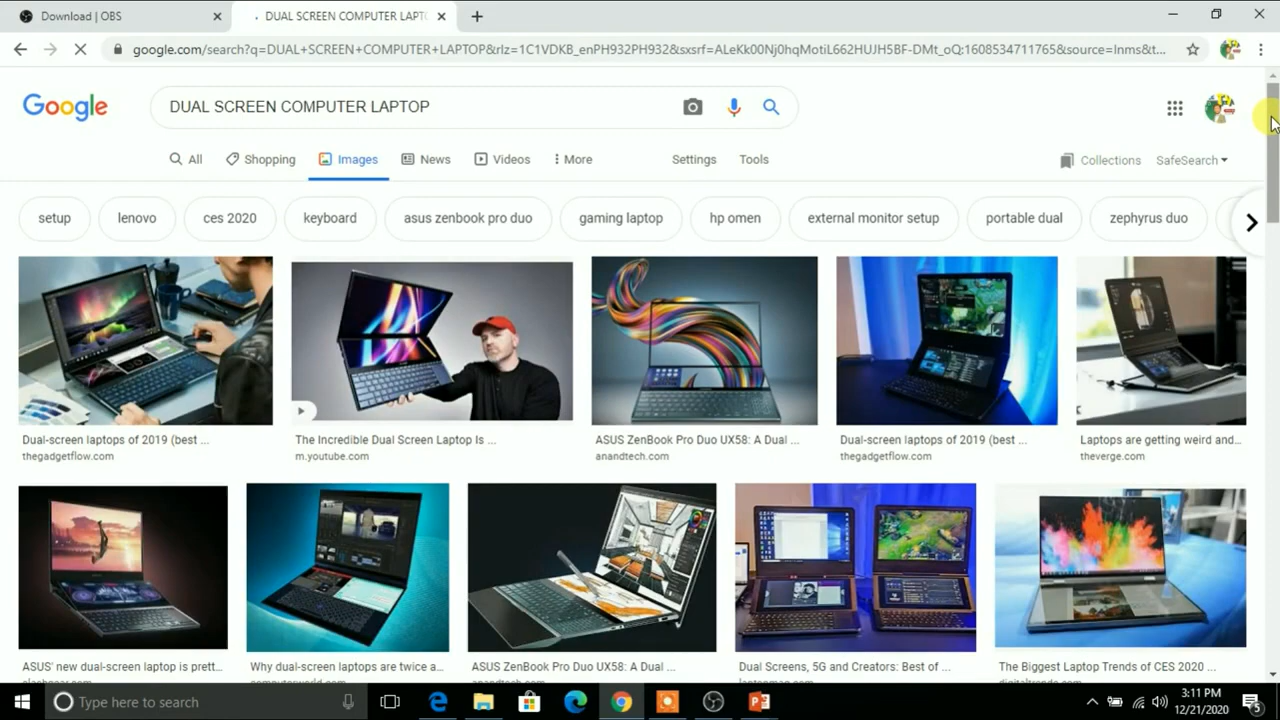 Download | OBS
DUAL SCREEN COMPUTER LAPT
google.com/search?q=DUAL+SCREEN+COMPUTER+LAPTOP&rlz=1C1VDKB_enPH932PH932&sxsrf=ALeKk00Nj0hqMotiL662HUJH5BF-DMt_oQ:1608534711765&source=lnms&t...
Google
DUAL SCREEN COMPUTER LAPTOP
All
Shopping
Images
News
Videos
More
Settings
Tools
Collections
SafeSearch
setup
lenovo
ces 2020
keyboard
asus zenbook pro duo
gaming laptop
hp omen
external monitor setup
portable dual
zephyrus duo
Dual-screen laptops of 2019 (best ...
thegadgetflow.com
The Incredible Dual Screen Laptop Is ...
m.youtube.com
ASUS ZenBook Pro Duo UX58: A Dual ...
anandtech.com
Dual-screen laptops of 2019 (best ...
thegadgetflow.com
Laptops are getting weird and...
theverge.com
ASUS' new dual-screen laptop is prett...
Why dual-screen laptops are twice a...
ASUS ZenBook Pro Duo UX58: A Dual ...
Dual Screens, 5G and Creators: Best of ...
The Biggest Laptop Trends of CES 2020 ...
Type here to search
3:11 PM
12/21/2020
5